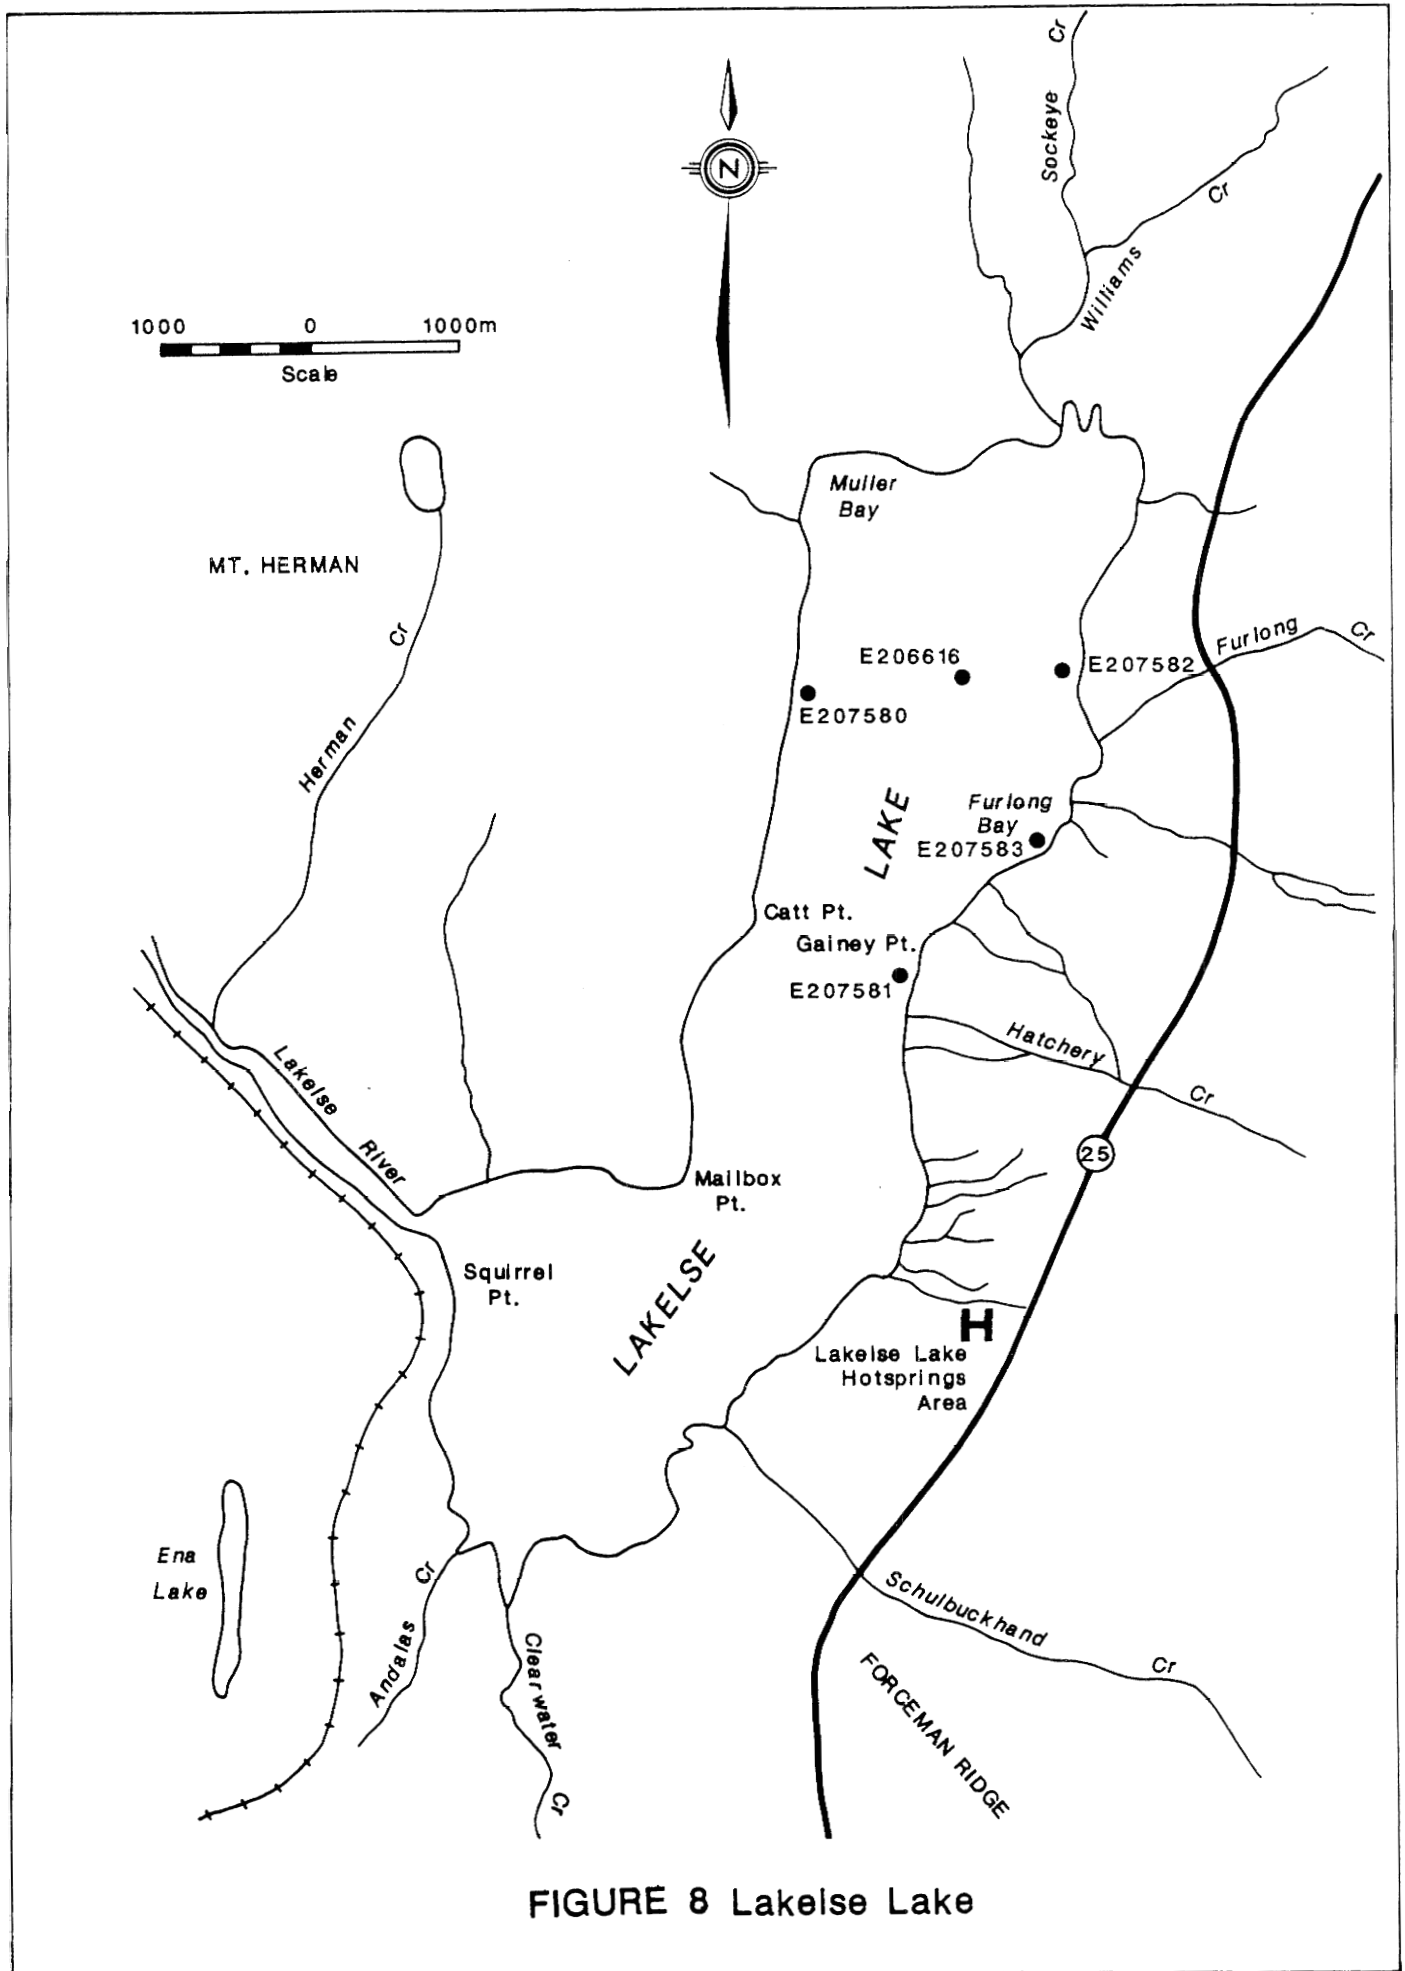 Cr
Sockeye
Cr
Williams
N
1000 0 1000m
Scale
Muller
Bay
MT. HERMAN
Cr
Herman
Furlong Cr
E206616
E207582
E207580
LAKE
Furlong
Bay
E207583
Catt Pt.
Gainey Pt.
E207581
Hatchery
Cr
Lakelse
River
25
Mailbox
Pt.
Squirrel
Pt.
LAKELSE
H
Lakelse Lake
Hotsprings
Area
Ena
Lake
Cr
Andalas
Clearwater
Cr
Schulbuckhand
Cr
FORCEMAN RIDGE
FIGURE 8 Lakelse Lake